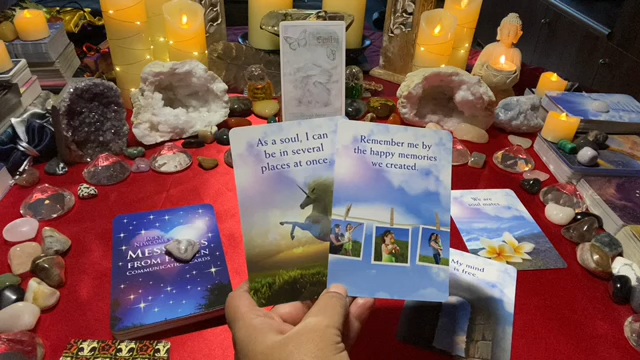 As a soul, I can
be in several
places at once.
Remember me by
the happy memories
we created.
MESSAGES
FROM HEAVEN
COMMUNICATION CARDS
We are
soul mates.
My mind
is free.